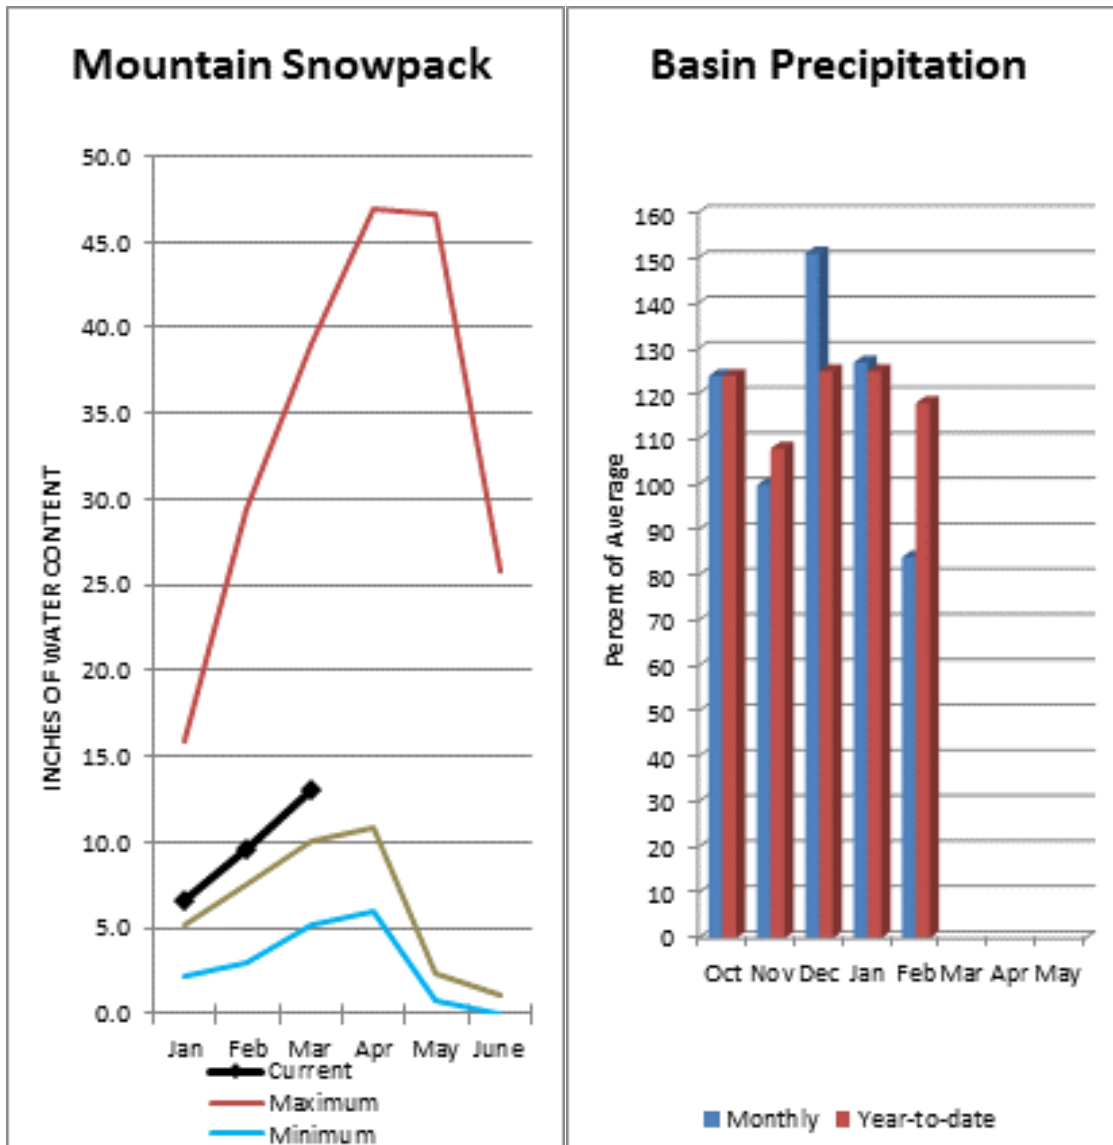 Mountain Snowpack
50.0
45.0
40.0
35.0
30.0
25.0
20.0
15.0
10.0
5.0
0.0
INCHES OF WATER CONTENT
Jan Feb Mar Apr May June
Current
Maximum
Minimum
Basin Precipitation
160
150
140
130
120
110
100
90
80
70
60
50
40
30
20
10
0
Percent of Average
Oct Nov Dec Jan Feb Mar Apr May
Monthly Year-to-date